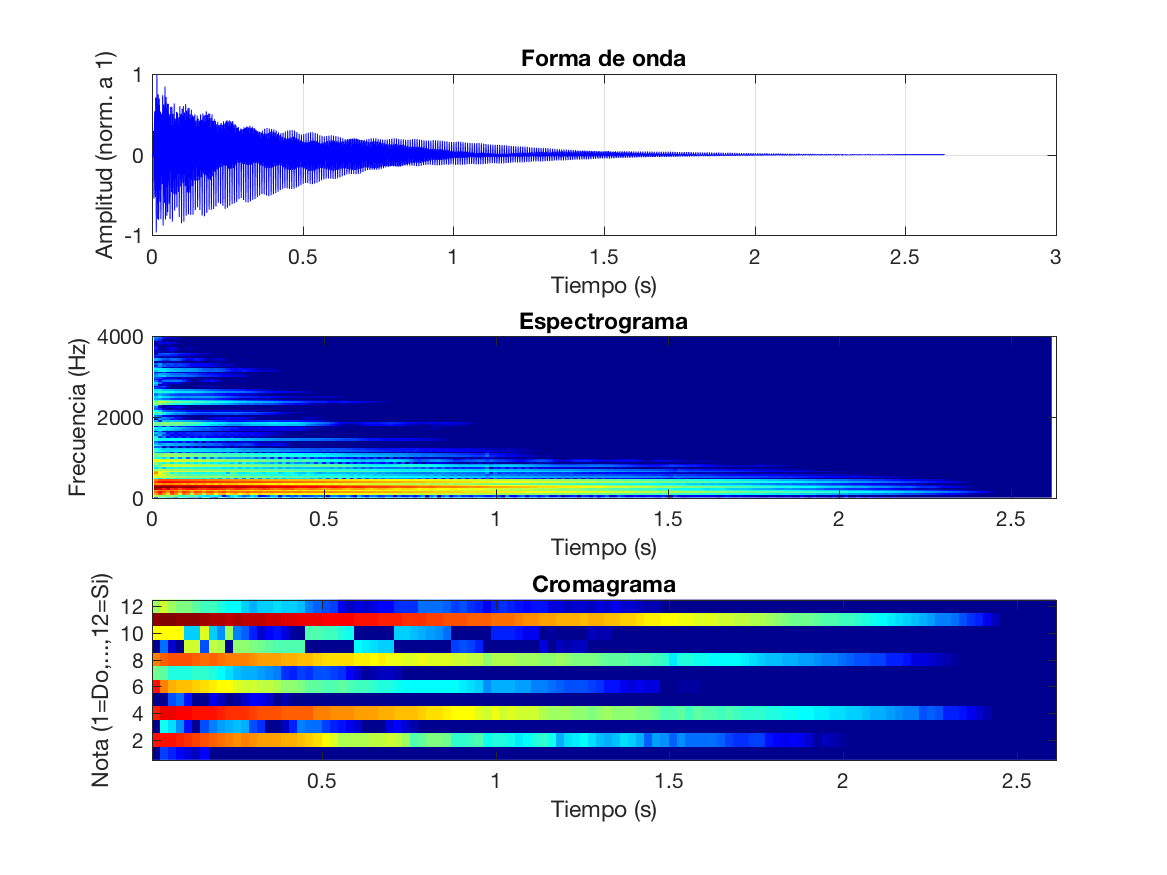 Forma de onda
Amplitud (norm. a 1)
1
0
-1
0 0.5 1 1.5 2 2.5 3
Tiempo (s)
Espectrograma
Frecuencia (Hz)
4000
2000
0
0 0.5 1 1.5 2 2.5
Tiempo (s)
Cromagrama
Nota (1=Do,...,12=Si)
12
10
8
6
4
2
0.5 1 1.5 2 2.5
Tiempo (s)